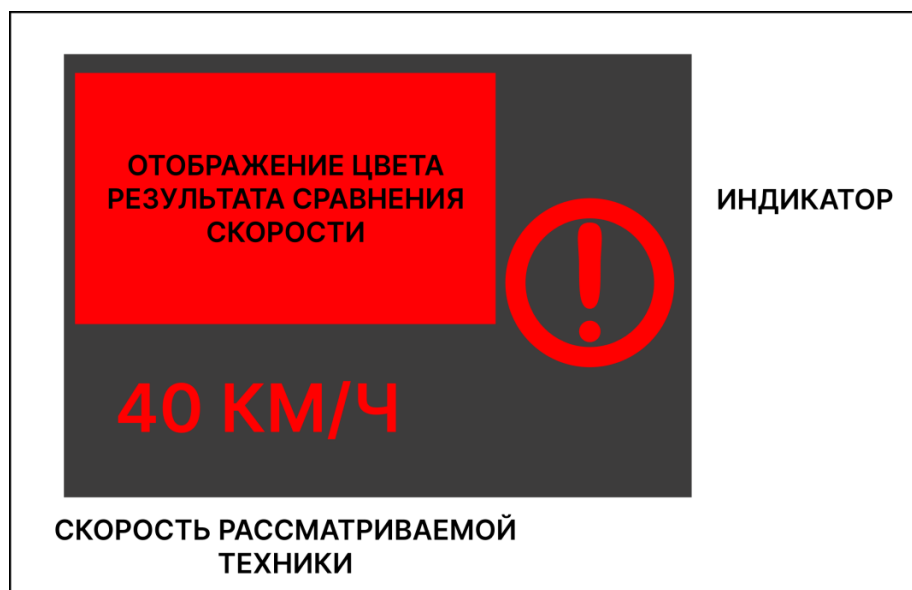 ОТОБРАЖЕНИЕ ЦВЕТА
РЕЗУЛЬТАТА СРАВНЕНИЯ
СКОРОСТИ
ИНДИКАТОР
40 КМ/Ч
СКОРОСТЬ РАССМАТРИВАЕМОЙ
ТЕХНИКИ